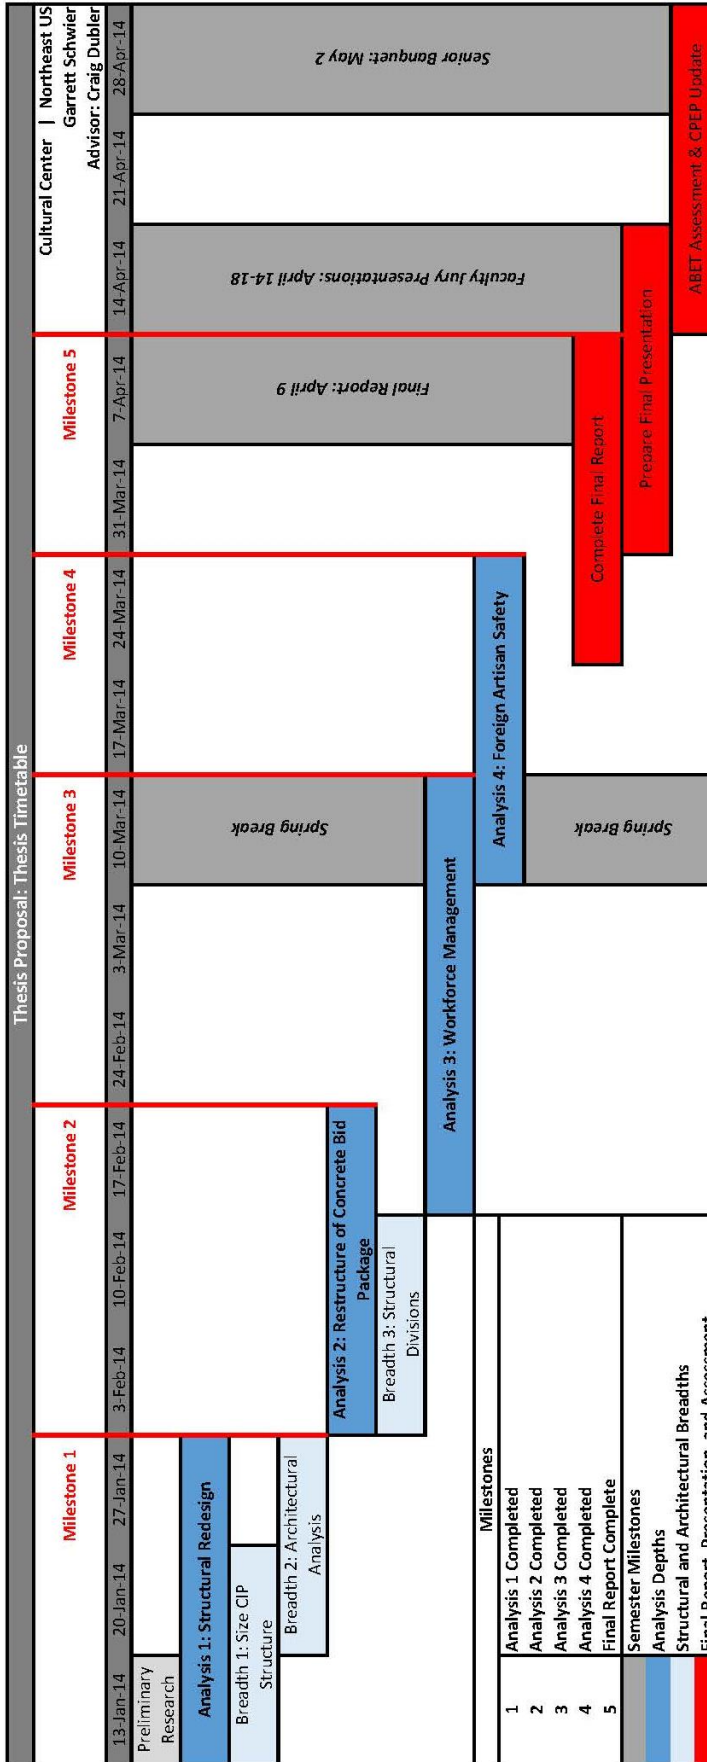 Thesis Proposal: Thesis Timetable
Cultural Center | Northeast US
Garrett Schwier
Advisor: Craig Dubler
Milestone 1
Milestone 2
Milestone 3
Milestone 4
Milestone 5
13-Jan-14
20-Jan-14
27-Jan-14
3-Feb-14
10-Feb-14
17-Feb-14
24-Feb-14
3-Mar-14
10-Mar-14
17-Mar-14
24-Mar-14
31-Mar-14
7-Apr-14
14-Apr-14
21-Apr-14
28-Apr-14
Preliminary
Research
Analysis 1: Structural Redesign
Breadth 1: Size CIP
Structure
Breadth 2: Architectural
Analysis
Analysis 2: Restructure of Concrete Bid
Package
Breadth 3: Structural
Divisions
Analysis 3: Workforce Management
Spring Break
Analysis 4: Foreign Artisan Safety
Spring Break
Final Report: April 9
Faculty Jury Presentations: April 14-18
Senior Banquet: May 2
Complete Final Report
Prepare Final Presentation
ABET Assessment & CPEP Update
Milestones
1 Analysis 1 Completed
2 Analysis 2 Completed
3 Analysis 3 Completed
4 Analysis 4 Completed
5 Final Report Complete
Semester Milestones
Analysis Depths
Structural and Architectural Breadths
Final Report, Presentation, and Assessment